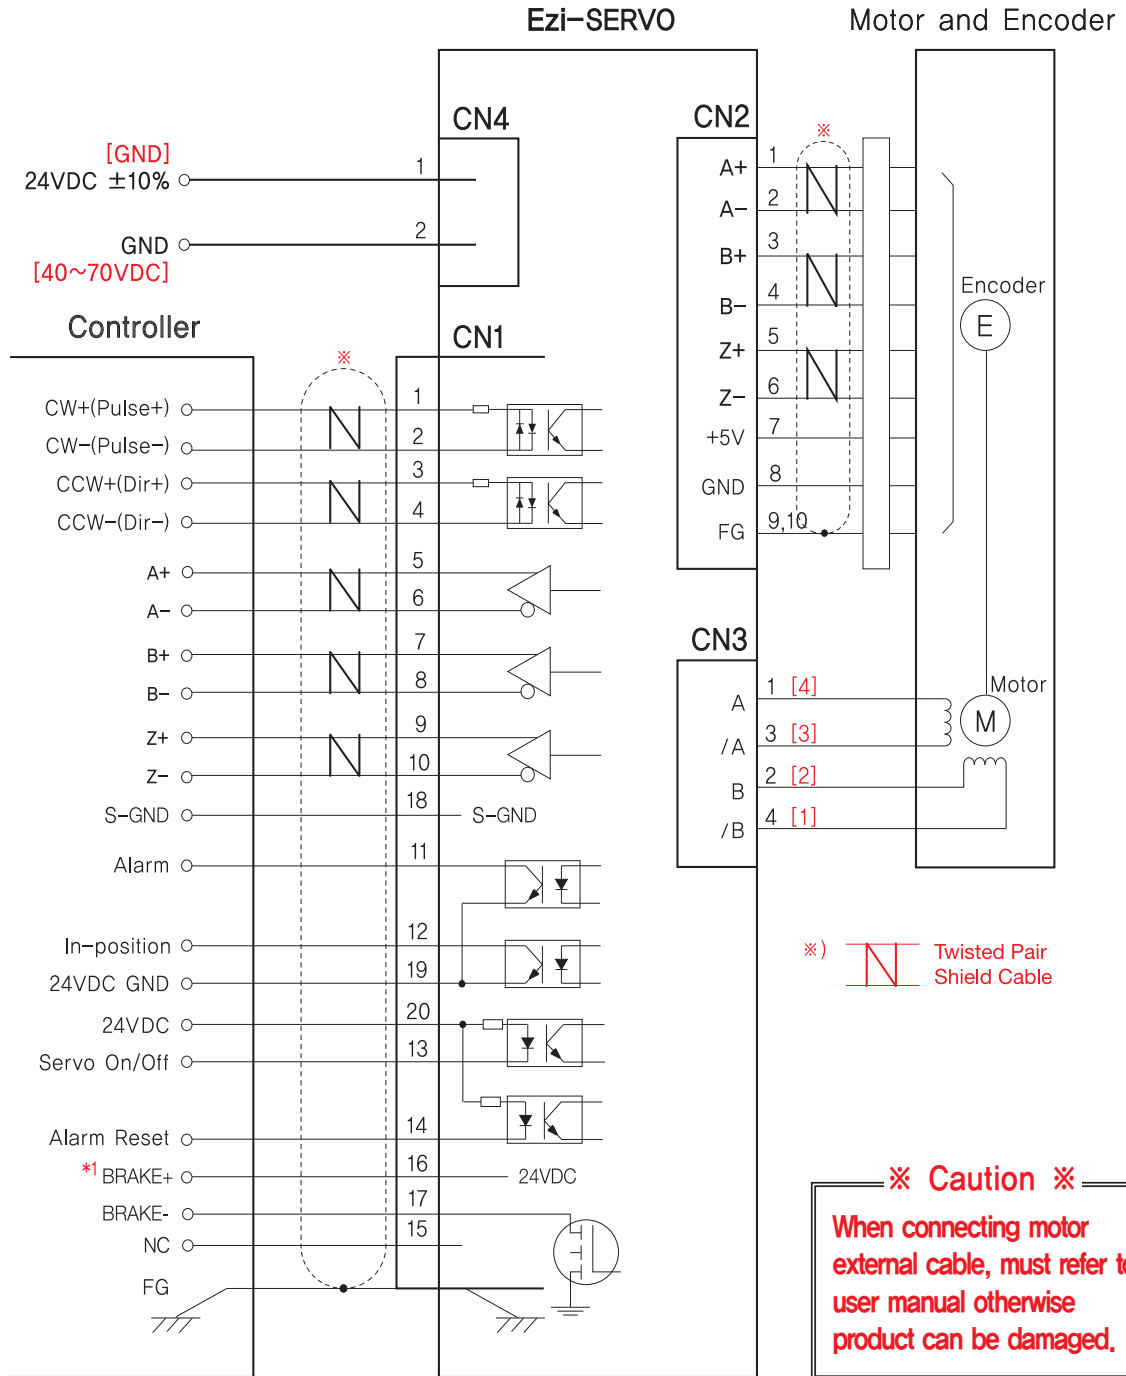 Ezi-SERVO
Motor and Encoder
CN4
[GND]
24VDC ±10%
1
GND
2
[40~70VDC]
CN2
※
A+ 1
A- 2
B+ 3
B- 4
Z+ 5
Z- 6
+5V 7
GND 8
FG 9,10
Encoder
E
Controller
CN1
※
CW+(Pulse+) 1
CW-(Pulse-) 2
CCW+(Dir+) 3
CCW-(Dir-) 4
A+ 5
A- 6
B+ 7
B- 8
Z+ 9
Z- 10
S-GND 18 S-GND
Alarm 11
In-position 12
24VDC GND 19
24VDC 20
Servo On/Off 13
Alarm Reset 14
*1 BRAKE+ 16 24VDC
BRAKE- 17
NC 15
FG
CN3
A 1 [4]
/A 3 [3]
B 2 [2]
/B 4 [1]
Motor
M
※) Twisted Pair
Shield Cable
※ Caution ※
When connecting motor
external cable, must refer to
user manual otherwise
product can be damaged.